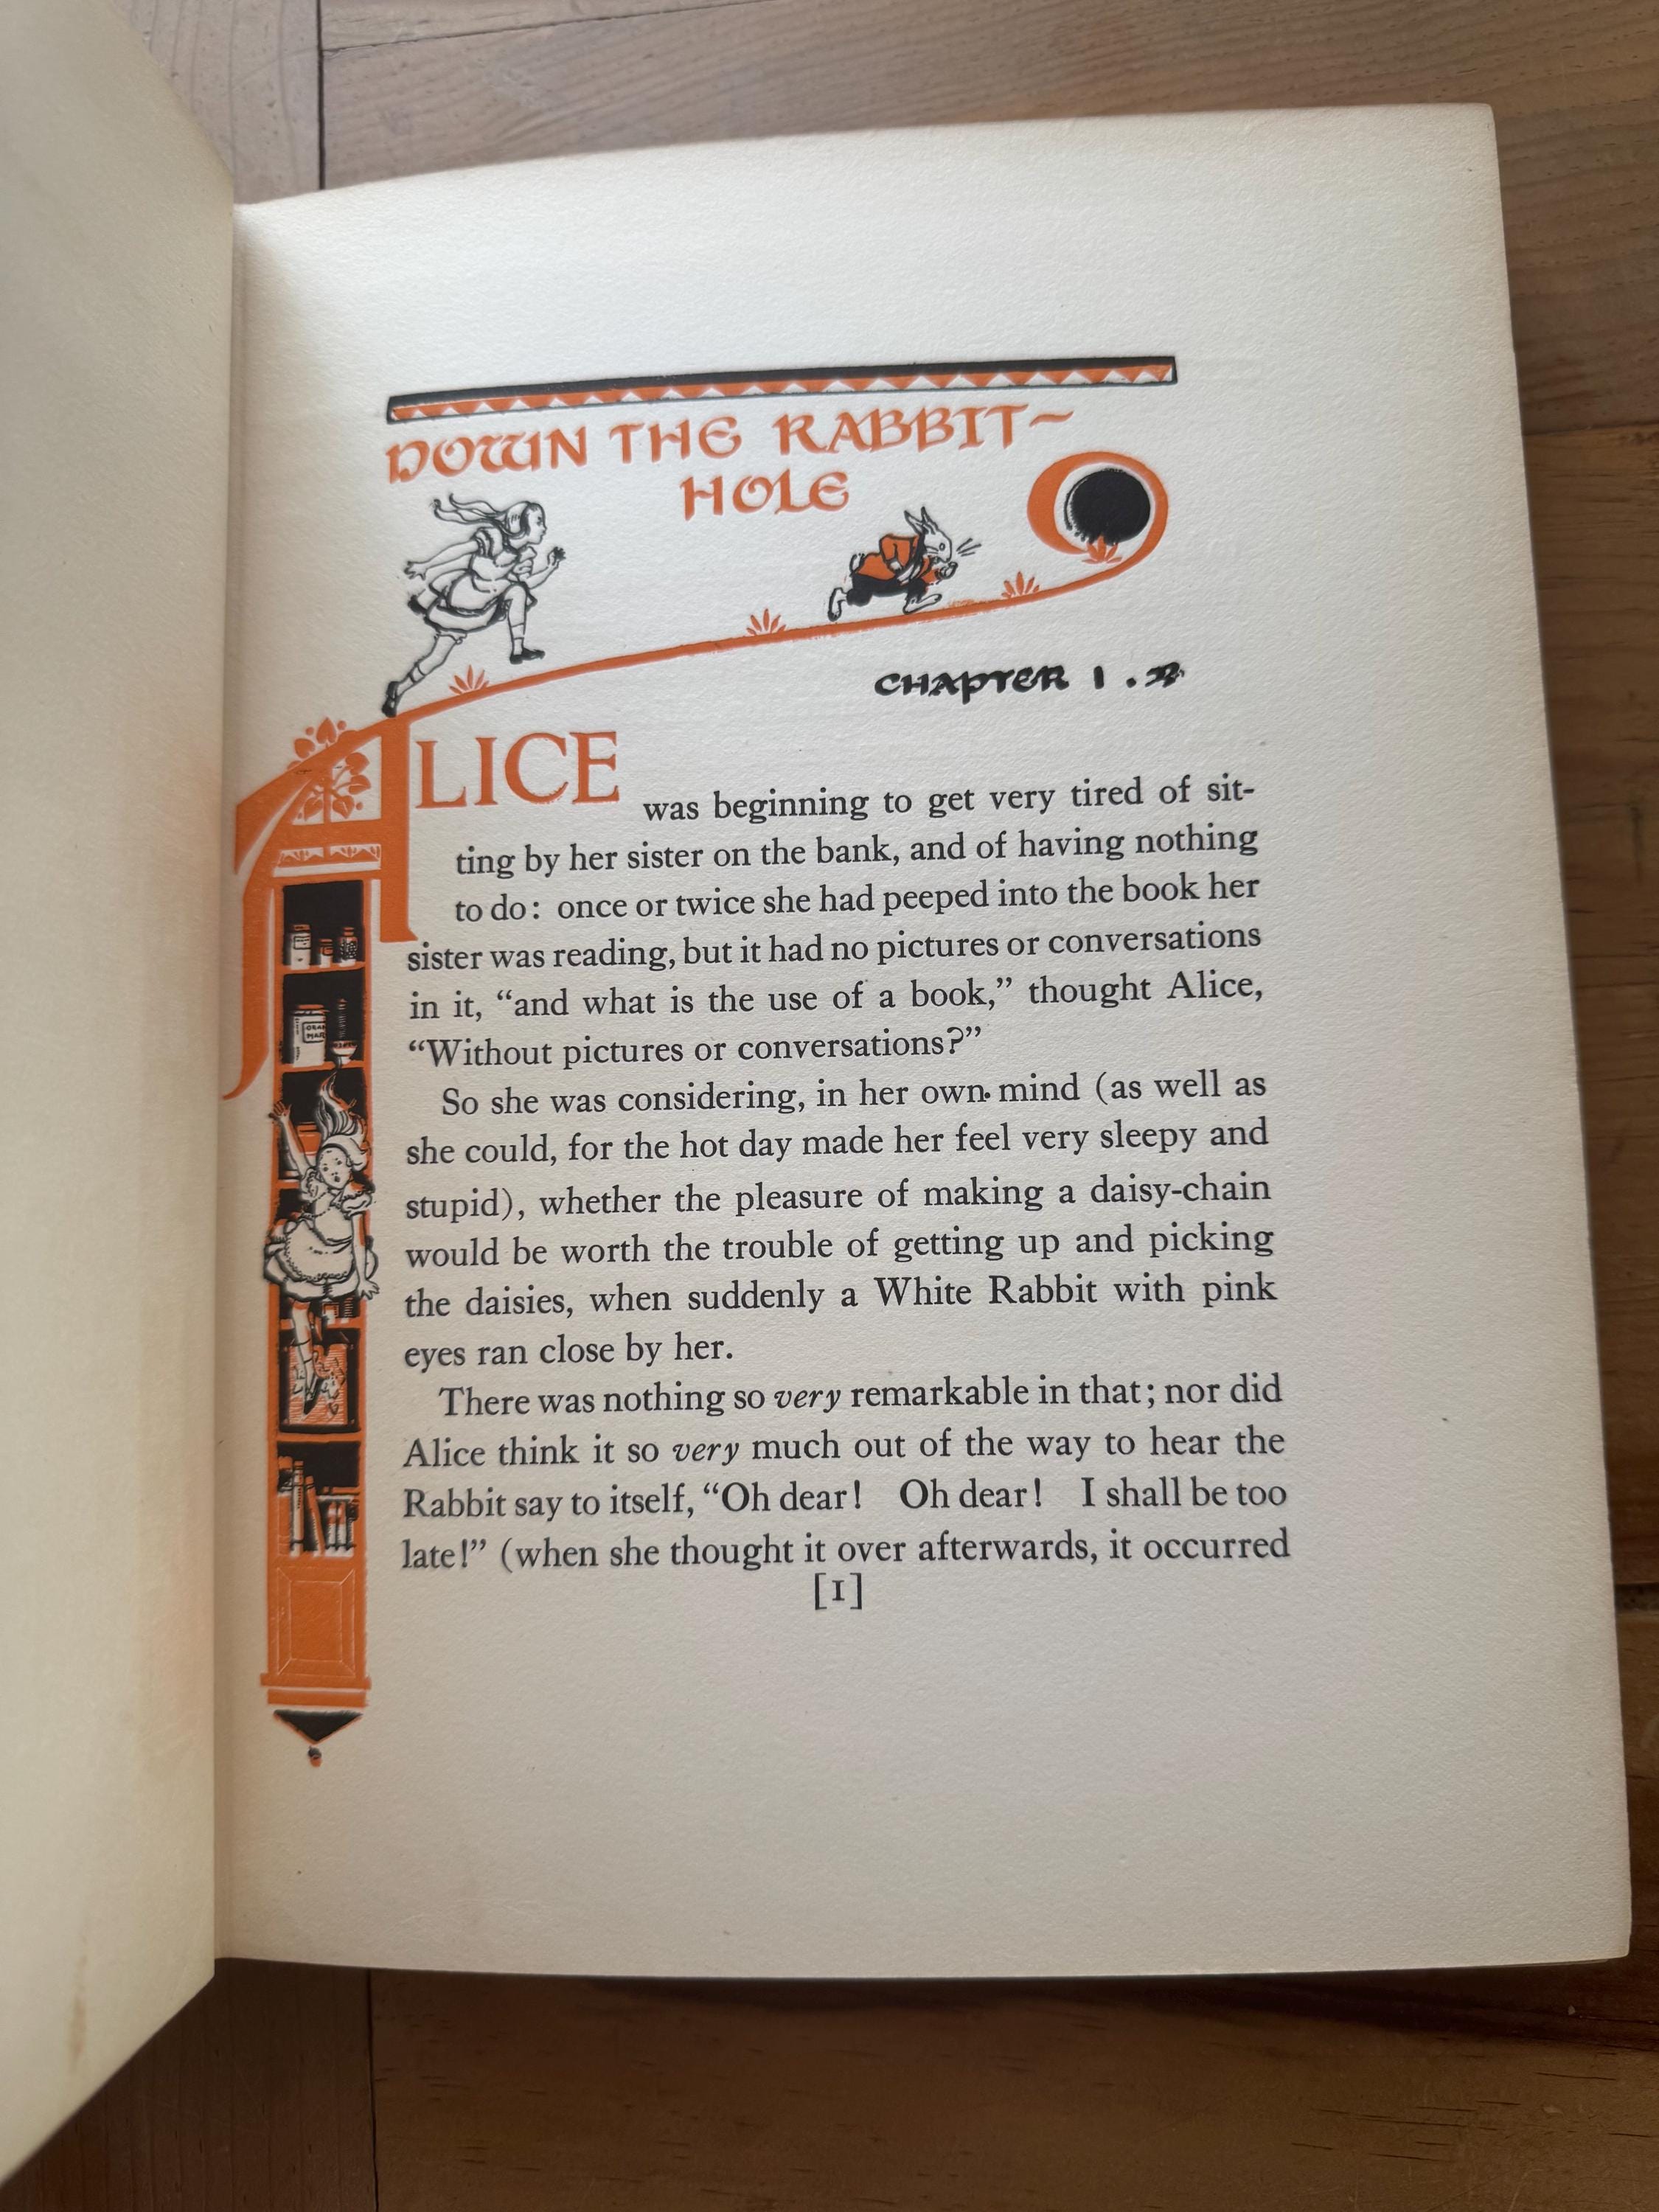 DOWN THE RABBIT-
HOLE
CHAPTER I.
ALICE was beginning to get very tired of sit-
ting by her sister on the bank, and of having nothing
to do: once or twice she had peeped into the book her
sister was reading, but it had no pictures or conversations
in it, “and what is the use of a book,” thought Alice,
“Without pictures or conversations?”
So she was considering, in her own mind (as well as
she could, for the hot day made her feel very sleepy and
stupid), whether the pleasure of making a daisy-chain
would be worth the trouble of getting up and picking
the daisies, when suddenly a White Rabbit with pink
eyes ran close by her.
There was nothing so very remarkable in that; nor did
Alice think it so very much out of the way to hear the
Rabbit say to itself, “Oh dear! Oh dear! I shall be too
late!” (when she thought it over afterwards, it occurred
[1]